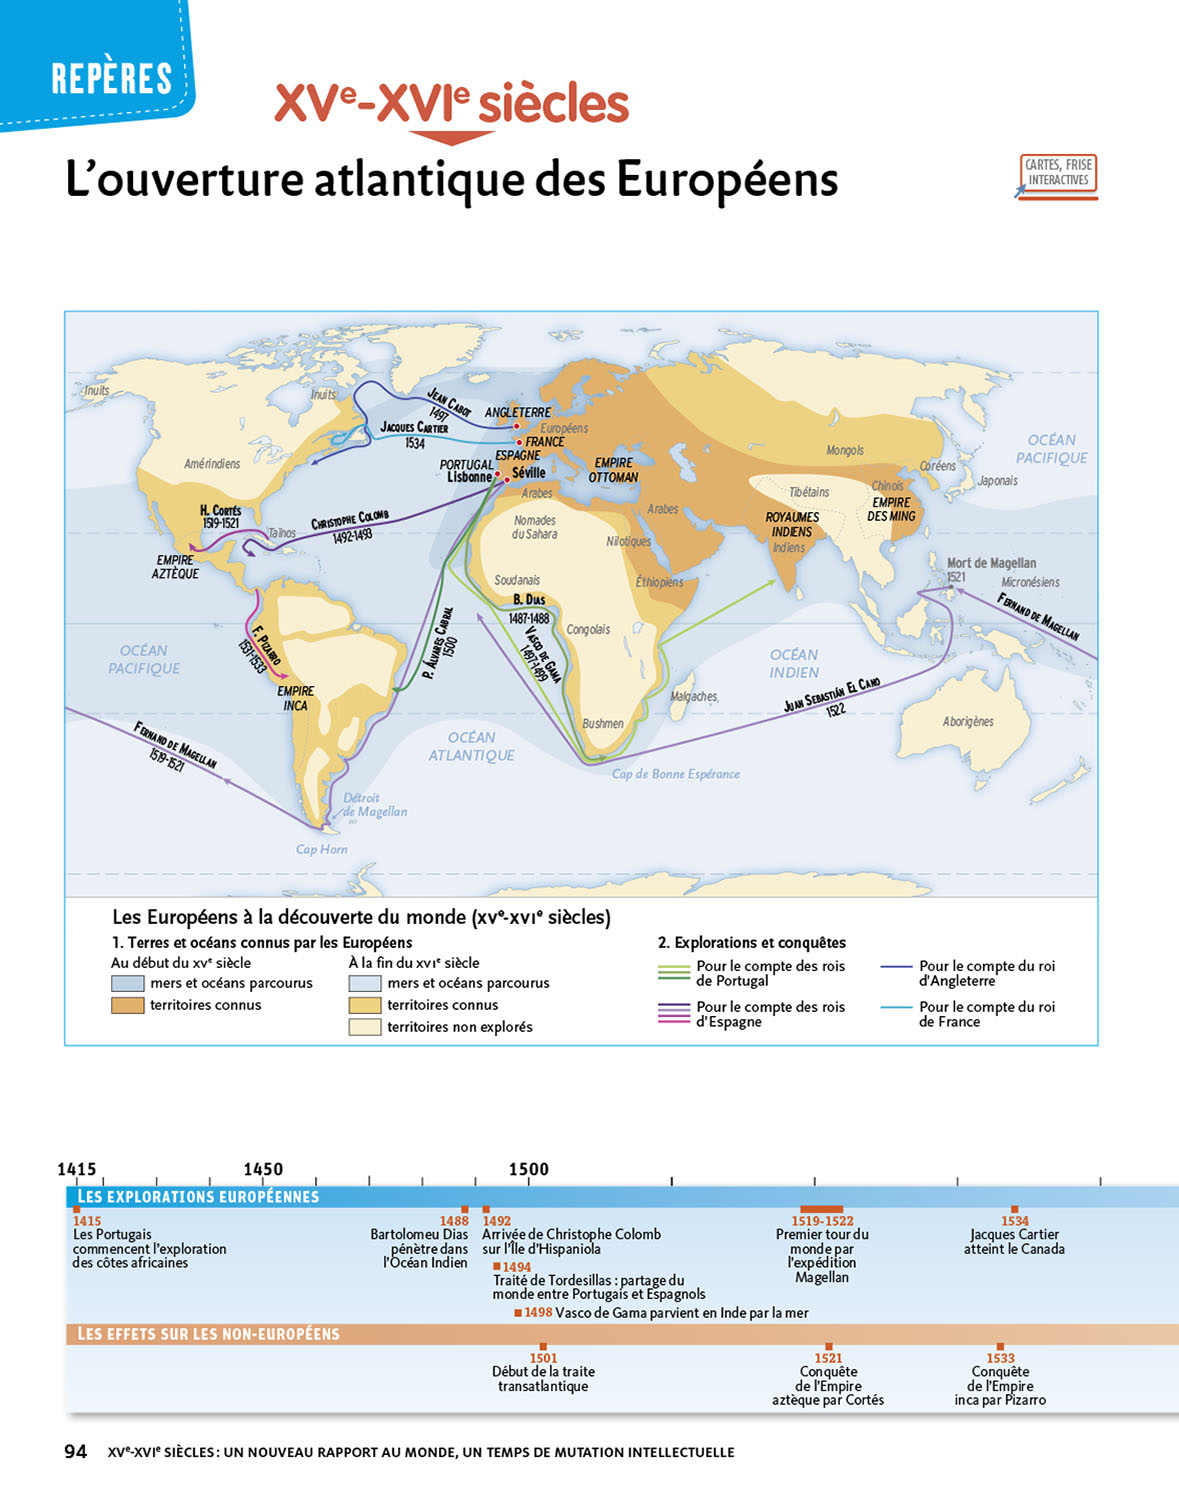 REPÈRES
XVe-XVIe siècles
L'ouverture atlantique des Européens
CARTES, FRISE
INTERACTIVES
Inuits
Inuits
JEAN CABOT
1497
ANGLETERRE
JACQUES CARTIER
1534
Européens
FRANCE
ESPAGNE
PORTUGAL
Lisbonne
Séville
EMPIRE
OTTOMAN
Mongols
OCÉAN
PACIFIQUE
Coréens
Japonais
Amérindiens
Arabes
Tibétains
Chinois
EMPIRE
DES MING
H. CORTÉS
1519-1521
CHRISTOPHE COLOMB
1492-1493
Taïnos
Nomades
du Sahara
Arabes
Nilotiques
ROYAUMES
INDIENS
Indiens
EMPIRE
AZTÈQUE
Soudanais
Éthiopiens
Mort de Magellan
1521
Micronésiens
FERNAND DE MAGELLAN
B. DIAS
1487-1488
VASCO DE GAMA
1497-1499
P. ÁLVARES CABRAL
1500
Congolais
F. PIZARRO
1531-1533
OCÉAN
PACIFIQUE
OCÉAN
INDIEN
EMPIRE
INCA
Malgaches
JUAN SEBASTIÁN EL CANO
1522
Bushmen
Aborigènes
FERNAND DE MAGELLAN
1519-1521
OCÉAN
ATLANTIQUE
Cap de Bonne Espérance
Détroit
de Magellan
Cap Horn
Les Européens à la découverte du monde (XVe-XVIe siècles)
1. Terres et océans connus par les Européens
Au début du XVe siècle
mers et océans parcourus
territoires connus
À la fin du XVIe siècle
mers et océans parcourus
territoires connus
territoires non explorés
2. Explorations et conquêtes
Pour le compte des rois
de Portugal
Pour le compte des rois
d'Espagne
Pour le compte du roi
d'Angleterre
Pour le compte du roi
de France
1415
1450
1500
LES EXPLORATIONS EUROPÉENNES
1415
Les Portugais
commencent l'exploration
des côtes africaines
1488
Bartolomeu Dias
pénètre dans
l'Océan Indien
1492
Arrivée de Christophe Colomb
sur l'Île d'Hispaniola
1494
Traité de Tordesillas : partage du
monde entre Portugais et Espagnols
1498 Vasco de Gama parvient en Inde par la mer
1519-1522
Premier tour du
monde par
l'expédition
Magellan
1534
Jacques Cartier
atteint le Canada
LES EFFETS SUR LES NON-EUROPÉENS
1501
Début de la traite
transatlantique
1521
Conquête
de l'Empire
aztèque par Cortés
1533
Conquête
de l'Empire
inca par Pizarro
94 XVe-XVIe SIÈCLES : UN NOUVEAU RAPPORT AU MONDE, UN TEMPS DE MUTATION INTELLECTUELLE